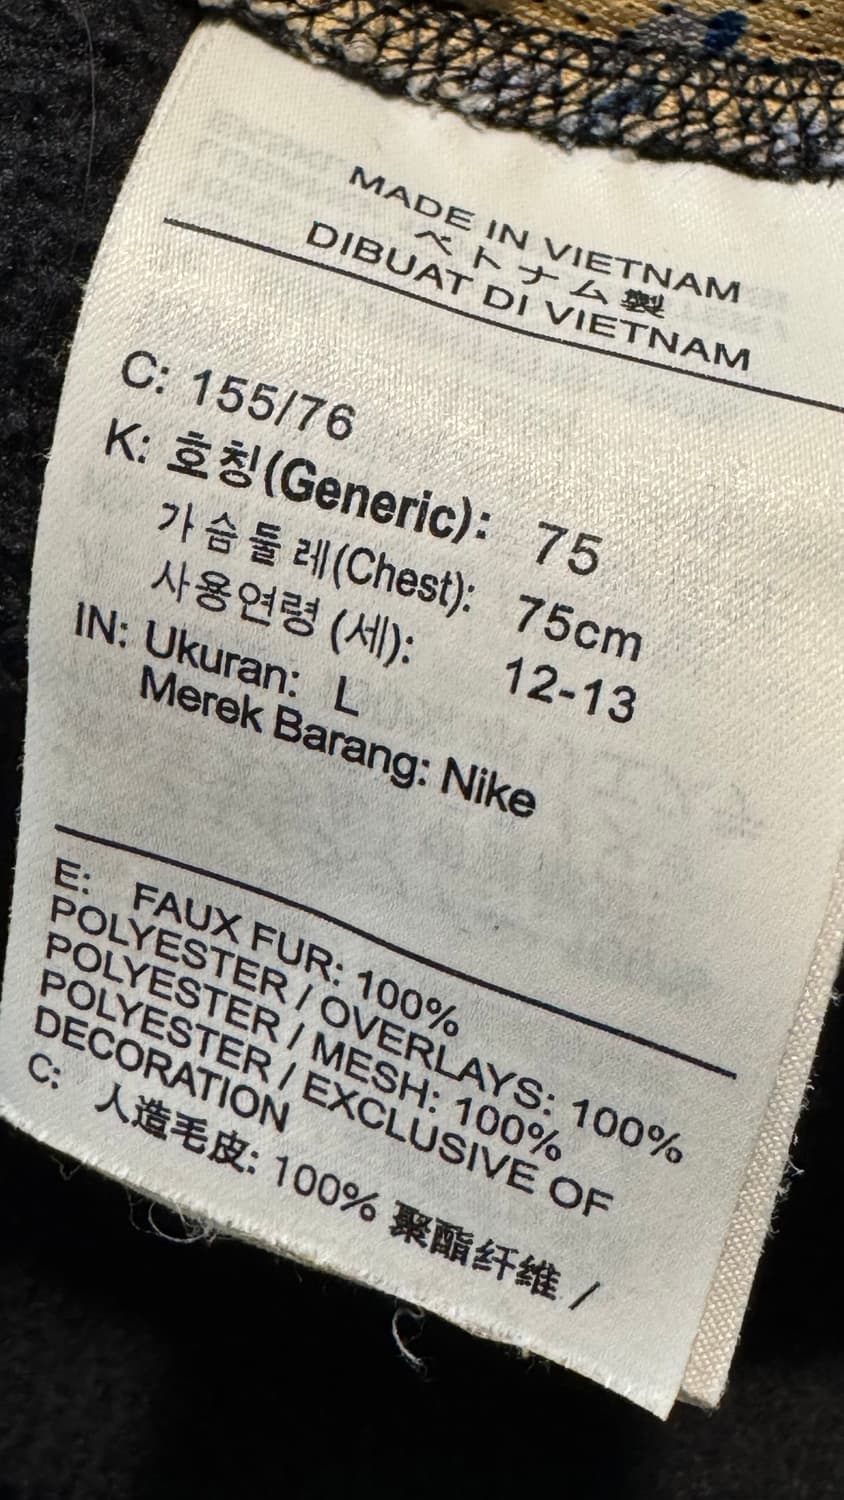 MADE IN VIETNAM
ベトナム製
DIBUAT DI VIETNAM
C: 155/76
K: 호칭(Generic): 75
가슴둘레(Chest): 75cm
사용연령 (세): 12-13
IN: Ukuran: L
Merek Barang: Nike
E: FAUX FUR: 100%
POLYESTER / OVERLAYS: 100%
POLYESTER / MESH: 100%
POLYESTER / EXCLUSIVE OF
DECORATION
C: 人造毛皮: 100% 聚酯纤维 /